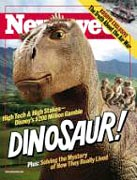 Newsweek
High Tech & High Stakes—
Disney's $200 Million Gamble
DINOSAUR!
Plus: Solving the Mystery
of How They Really Lived